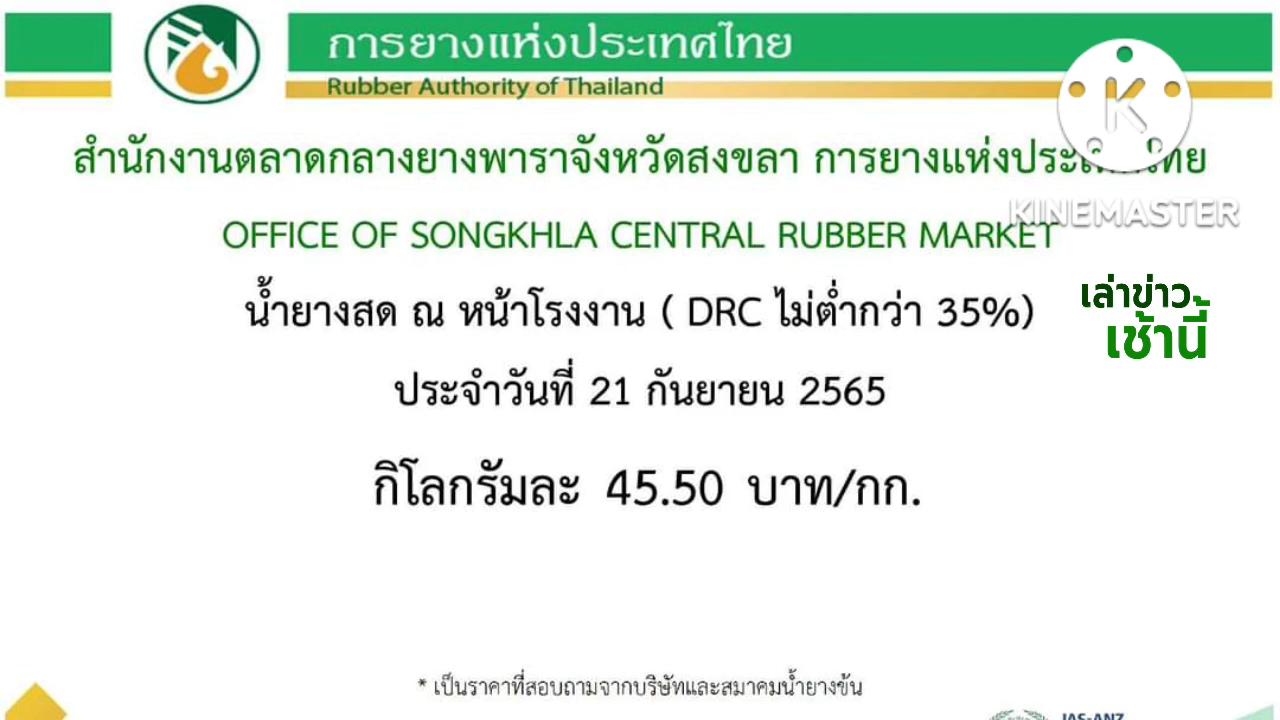 การยางแห่งประเทศไทย
Rubber Authority of Thailand
สำนักงานตลาดกลางยางพาราจังหวัดสงขลา การยางแห่งประเทศไทย
KINEMASTER
OFFICE OF SONGKHLA CENTRAL RUBBER MARKET
เล่าข่าว
เช้านี้
น้ำยางสด ณ หน้าโรงงาน ( DRC ไม่ต่ำกว่า 35%)
ประจำวันที่ 21 กันยายน 2565
กิโลกรัมละ 45.50 บาท/กก.
* เป็นราคาที่สอบถามจากบริษัทและสมาคมน้ำยางข้น
JAS-ANZ